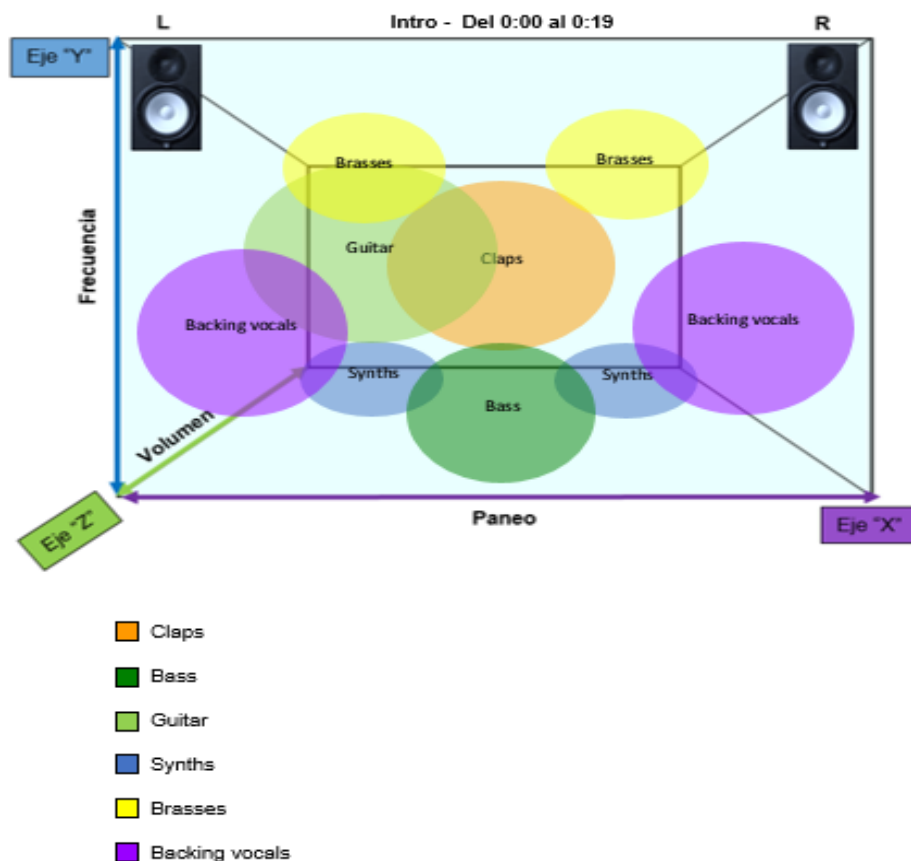 L
Intro - Del 0:00 al 0:19
R
Eje "Y"
Brasses
Brasses
Frecuencia
Guitar
Claps
Backing vocals
Backing vocals
Synths
Synths
Bass
Volumen
Eje "Z"
Paneo
Eje "X"
Claps
Bass
Guitar
Synths
Brasses
Backing vocals